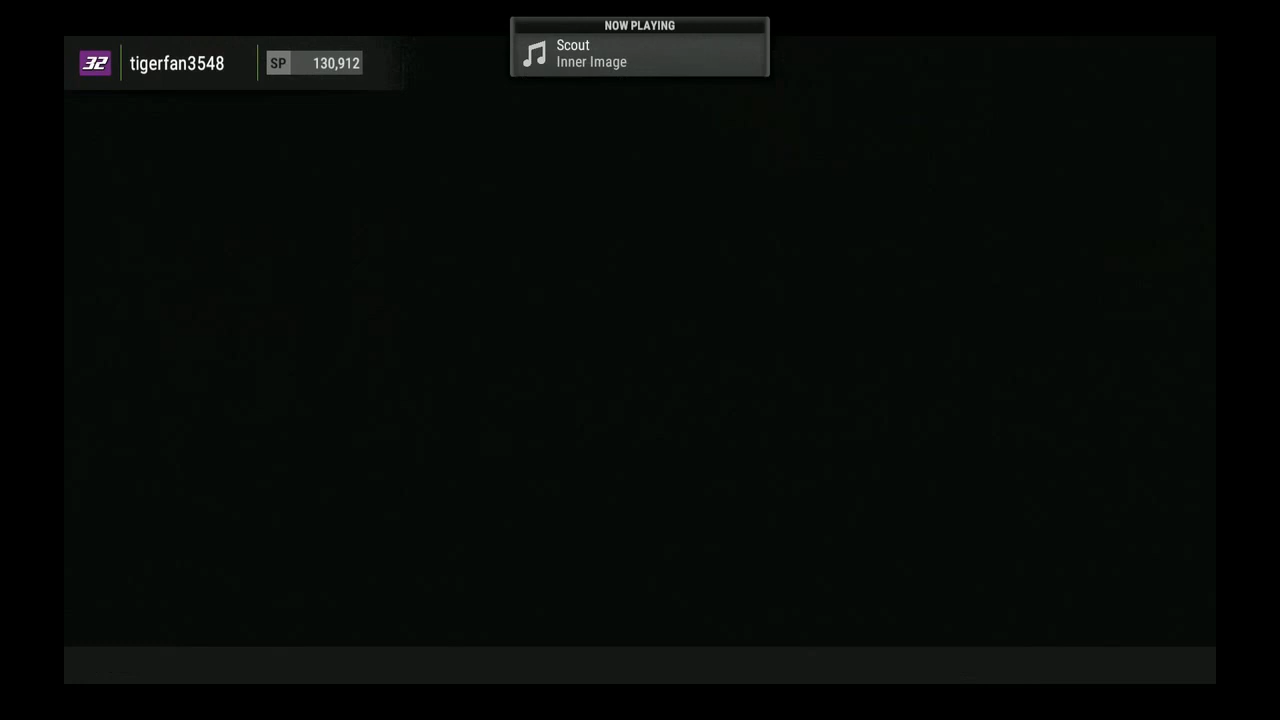 NOW PLAYING
Scout
Inner Image
32
tigerfan3548
SP
130,912